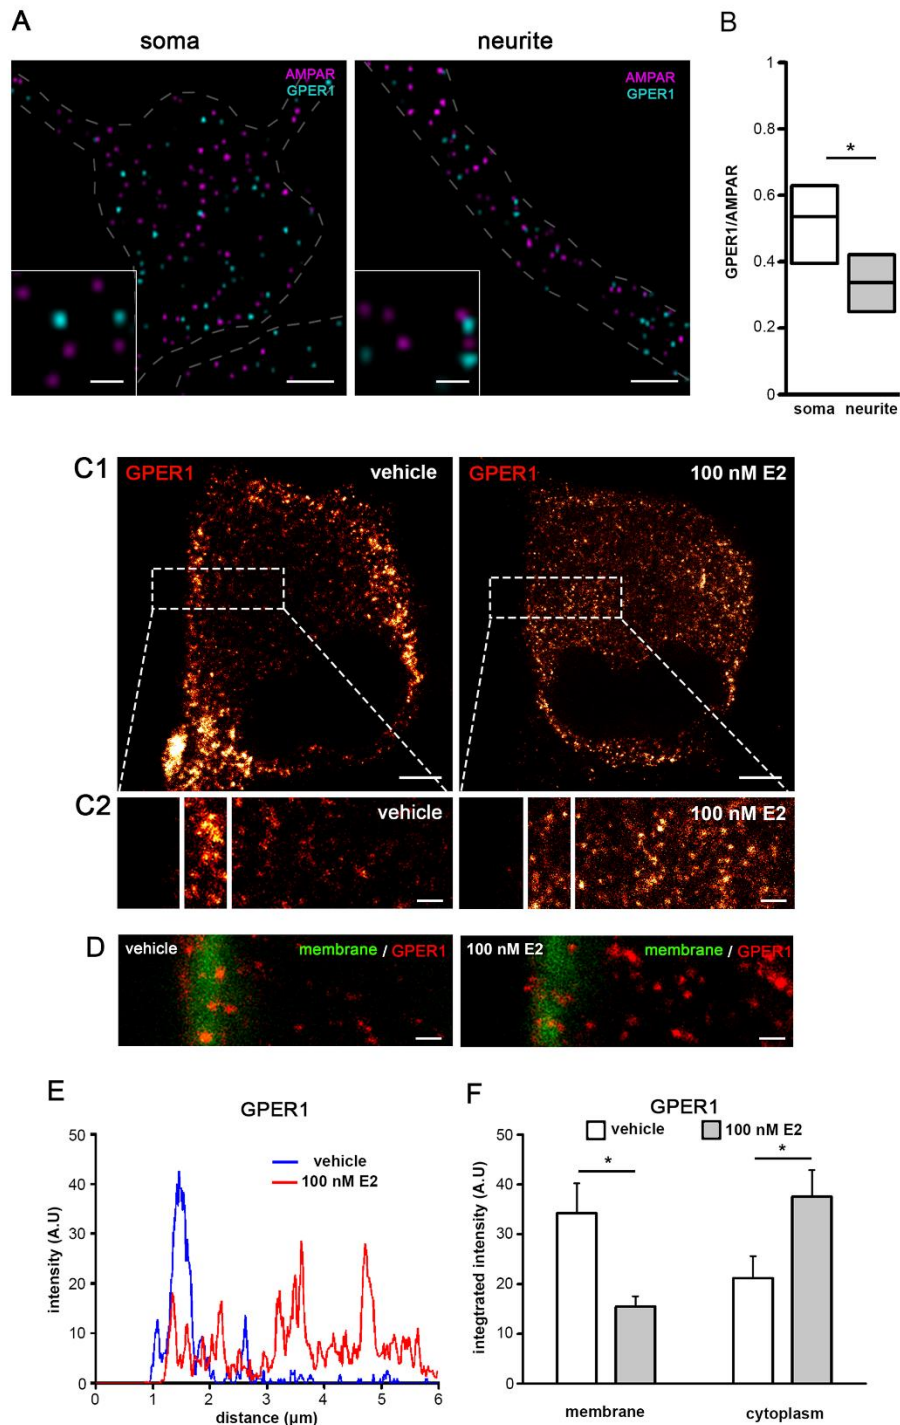 A
soma
neurite
AMPAR
GPER1
AMPAR
GPER1
B
1
0.8
0.6
0.4
0.2
0
GPER1/AMPAR
*
soma neurite
C1
GPER1 vehicle
GPER1 100 nM E2
C2
vehicle
100 nM E2
D
vehicle membrane / GPER1
100 nM E2 membrane / GPER1
E
GPER1
50
40
30
20
10
0
intensity (A.U)
vehicle
100 nM E2
0 1 2 3 4 5 6
distance (µm)
F
GPER1
vehicle 100 nM E2
50
40
30
20
10
0
integtrated intensity (A.U)
* *
membrane cytoplasm